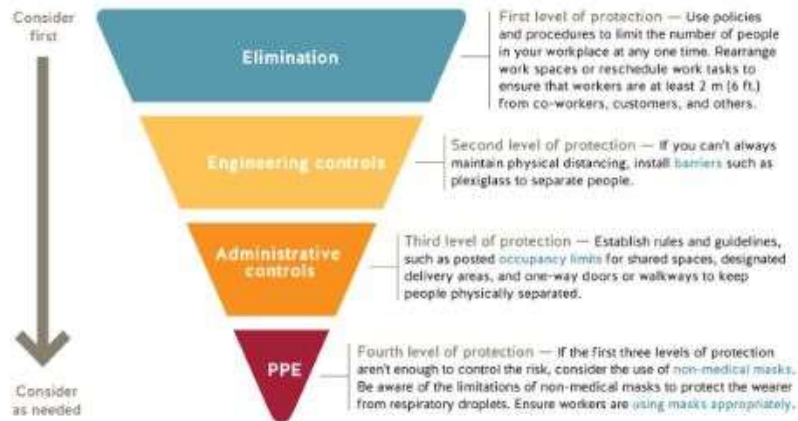 Consider
first
Elimination
First level of protection — Use policies
and procedures to limit the number of people
in your workplace at any one time. Rearrange
work spaces or reschedule work tasks to
ensure that workers are at least 2 m (6 ft.)
from co-workers, customers, and others.
Engineering controls
Second level of protection — If you can't always
maintain physical distancing, install barriers such as
plexiglass to separate people.
Administrative
controls
Third level of protection — Establish rules and guidelines,
such as posted occupancy limits for shared spaces, designated
delivery areas, and one-way doors or walkways to keep
people physically separated.
PPE
Fourth level of protection — If the first three levels of protection
aren't enough to control the risk, consider the use of non-medical masks.
Be aware of the limitations of non-medical masks to protect the wearer
from respiratory droplets. Ensure workers are using masks appropriately.
Consider
as needed